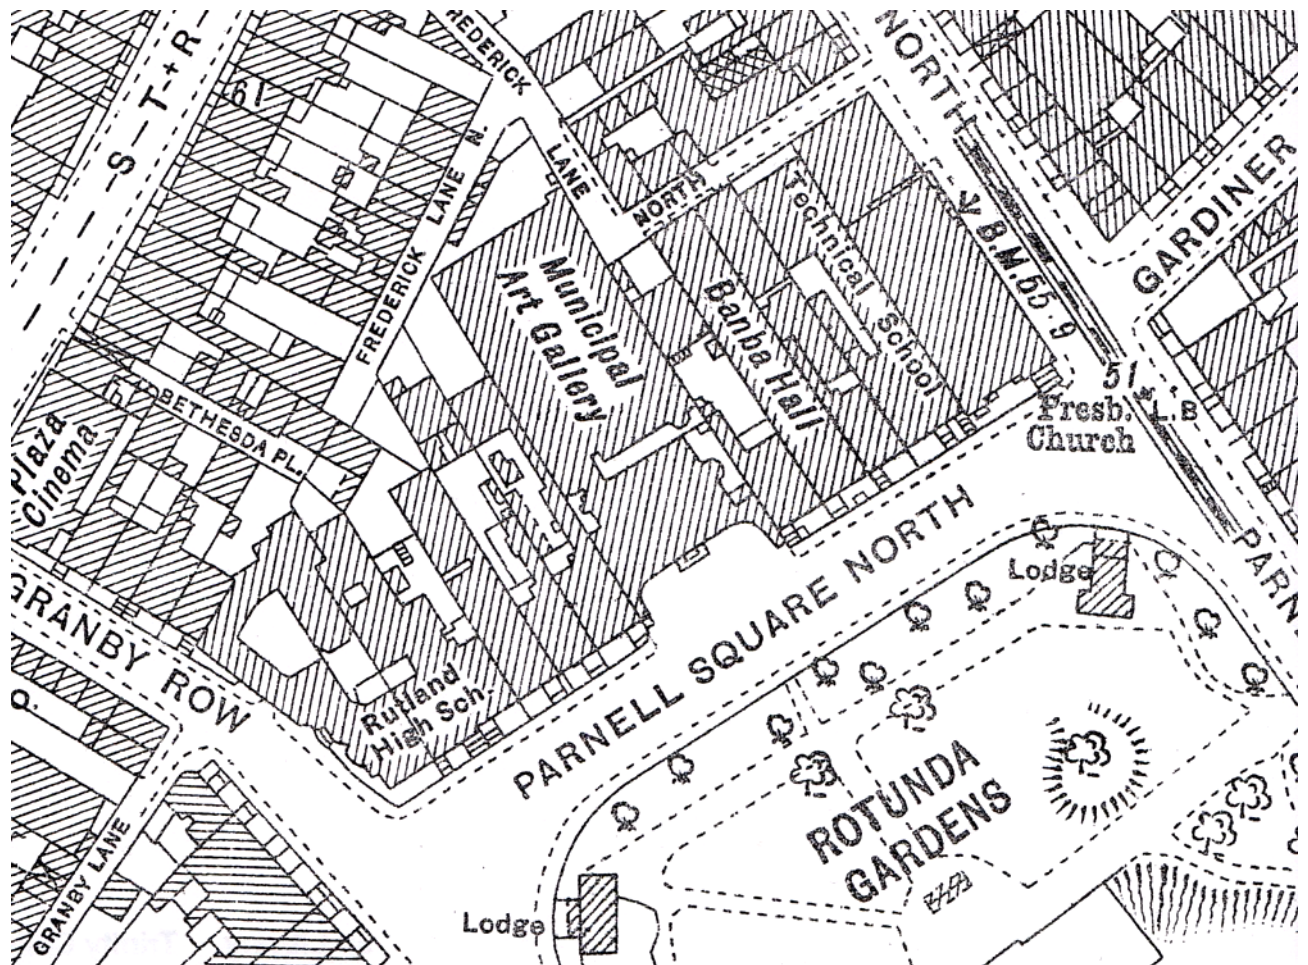 S-T+R
61
FREDERICK
LANE
NORTH
NORTH
GARDINER
FREDERICK LANE N.
Technical School
B.M.55·9
Municipal
Art Gallery
Banba Hall
51
L.B
Presb.
Church
BETHESDA PL.
Plaza
Cinema
PARNELL SQUARE NORTH
PARN
Lodge
GRANBY ROW
Rutland
High Sch.
ROTUNDA
GARDENS
GRANBY LANE
Lodge